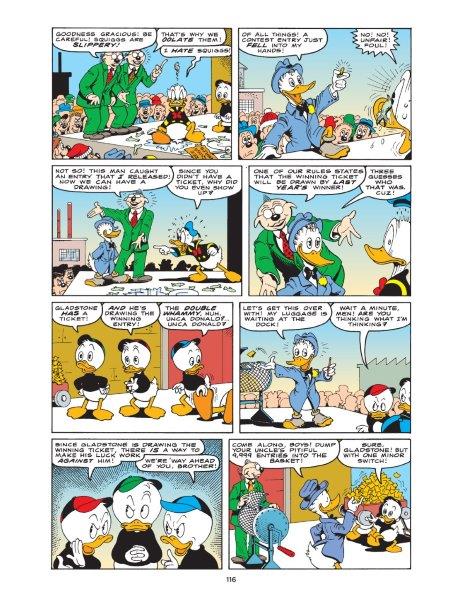 GOODNESS GRACIOUS! BE
CAREFUL! SQUIGGS ARE
SLIPPERY!
THAT'S WHY WE
OOLATE THEM!
I HATE SQUIGGS!
OF ALL THINGS! A
CONTEST ENTRY JUST
FELL INTO MY
HANDS!
NO! NO!
UNFAIR!
FOUL!
NOT SO! THIS MAN CAUGHT
AN ENTRY THAT I RELEASED!
NOW WE CAN HAVE A
DRAWING!
SINCE YOU
DIDN'T HAVE A
TICKET, WHY DID
YOU EVEN SHOW
UP?
ONE OF OUR RULES STATES
THAT THE WINNING TICKET
WILL BE DRAWN BY LAST
YEAR'S WINNER!
THREE
GUESSES
WHO
THAT WAS,
CUZ!
GLADSTONE
HAS A
TICKET!
AND HE'S
DRAWING THE
WINNING
ENTRY!
THE DOUBLE
WHAMMY, HUH,
UNCA DONALD?...
UNCA DONALD?
LET'S GET THIS OVER
WITH! MY LUGGAGE IS
WAITING AT THE
DOCK!
WAIT A MINUTE,
MEN! ARE YOU
THINKING WHAT I'M
THINKING?
SINCE GLADSTONE IS DRAWING THE
WINNING TICKET, THERE IS A WAY TO
MAKE HIS LUCK WORK
AGAINST HIM!
WE'RE WAY AHEAD
OF YOU, BROTHER!
COME ALONG, BOYS! DUMP
YOUR UNCLE'S PITIFUL
9,999 ENTRIES INTO
THE BASKET!
SURE,
GLADSTONE! BUT
WITH ONE MINOR
SWITCH!
116